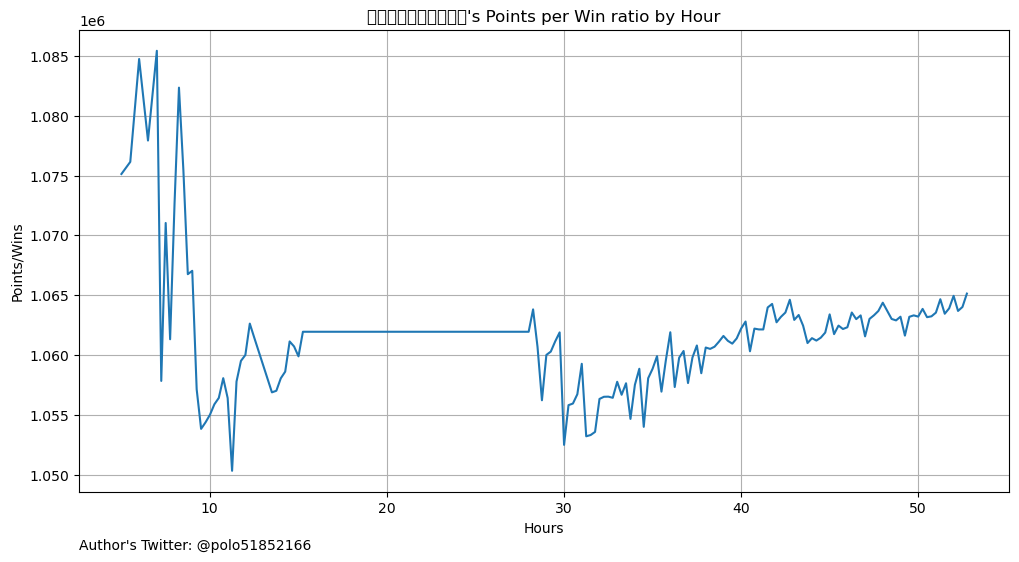 's Points per Win ratio by Hour
1e6
1.085
1.080
1.075
1.070
1.065
1.060
1.055
1.050
Points/Wins
10 20 30 40 50
Hours
Author's Twitter: @polo51852166